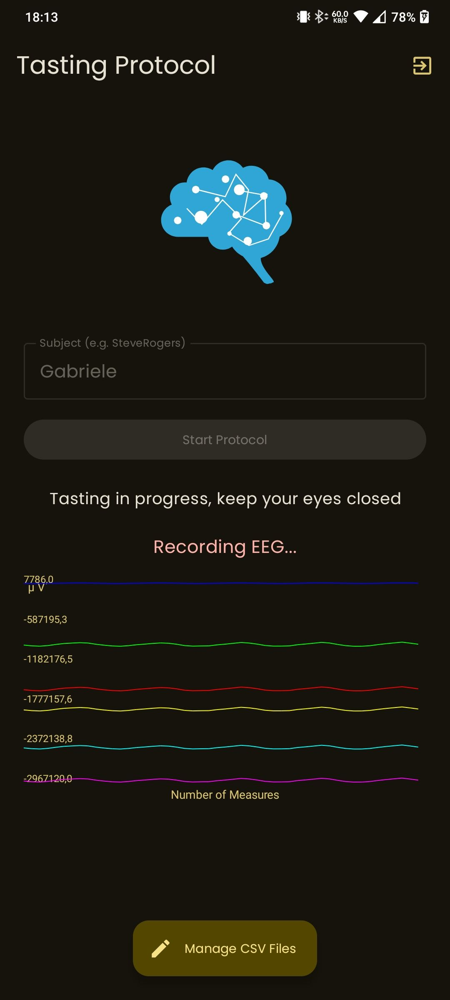 18:13
60.0
KB/S
78%
Tasting Protocol
Subject (e.g. SteveRogers)
Gabriele
Start Protocol
Tasting in progress, keep your eyes closed
Recording EEG...
7786,0
μ V
-587195,3
-1182176,5
-1777157,6
-2372138,8
-2967120,0
Number of Measures
Manage CSV Files